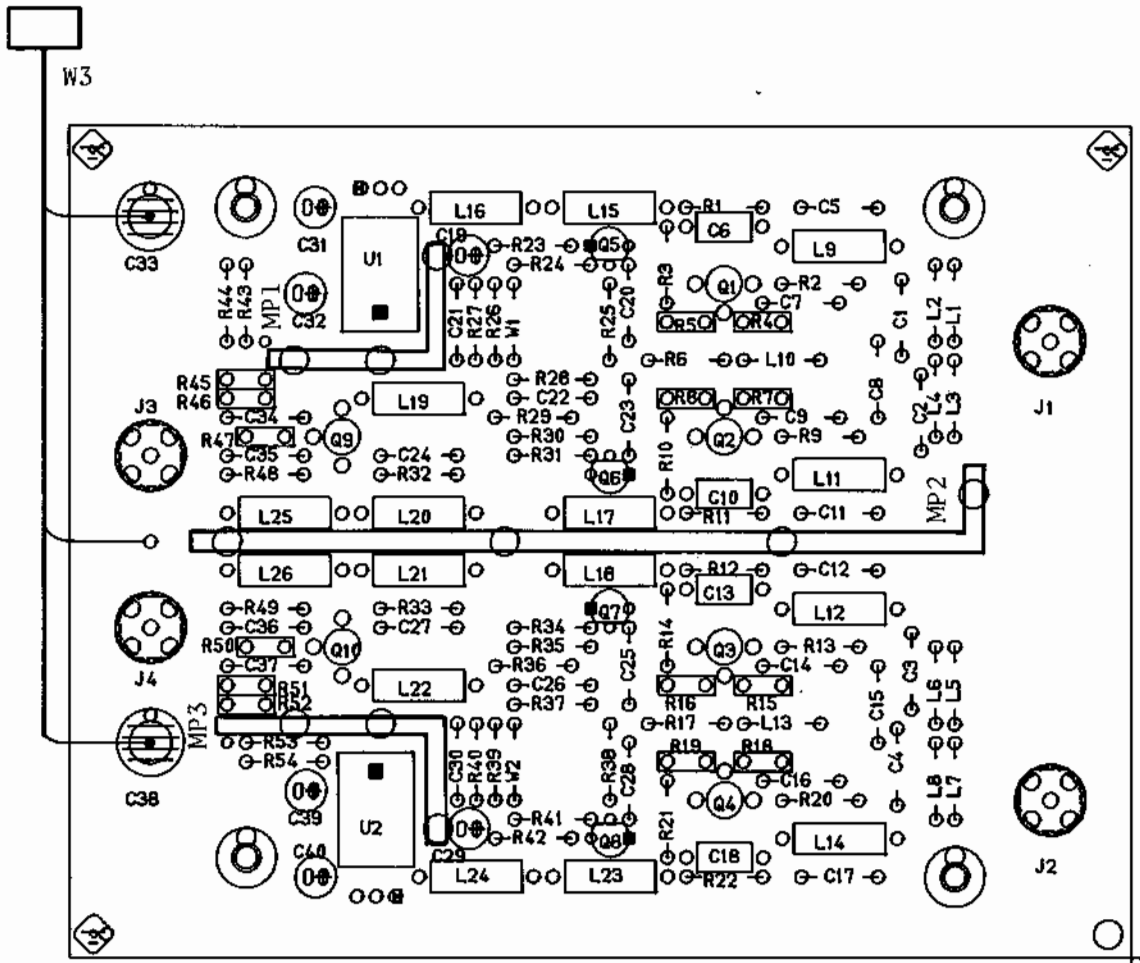 W3
L16 L15 R1 C5
C31 C19 R23 Q5 C6
C33 U1 R24 L9
R44 R43 C32 MP1 C21 R27 R26 W1 R25 C20 R3 Q1 R2
C7 C1 L2 L1
R5 R4
R6 L10
R45 R28 C8
R46 L19 C22 R8 R7 C2 L4 L3
J3 C34 R29 C23 C9 J1
R47 Q9 R30 Q2 R9
C35 C24 R31 R10
R48 R32 Q6 L11
C10 MP2
L25 L20 L17 R11 C11
L26 L21 L18 R12 C12
C13
R49 R33 Q7 L12
C36 C27 R34
R50 Q10 R35 R14 Q3 R13
C37 R36 C25 C14 C3
J4 R51 L22 C26 L6 L5
R52 R37 R16 R15 C15
MP3 R17 L13
R53 R19 R18 C4
R54 C30 R40 R39 W2 R38 C28
C38 C39 C16 L8 L7
Q4 R20
U2 R41 R21
C40 C29 R42 Q8 L14
C18 J2
L24 L23 R22 C17